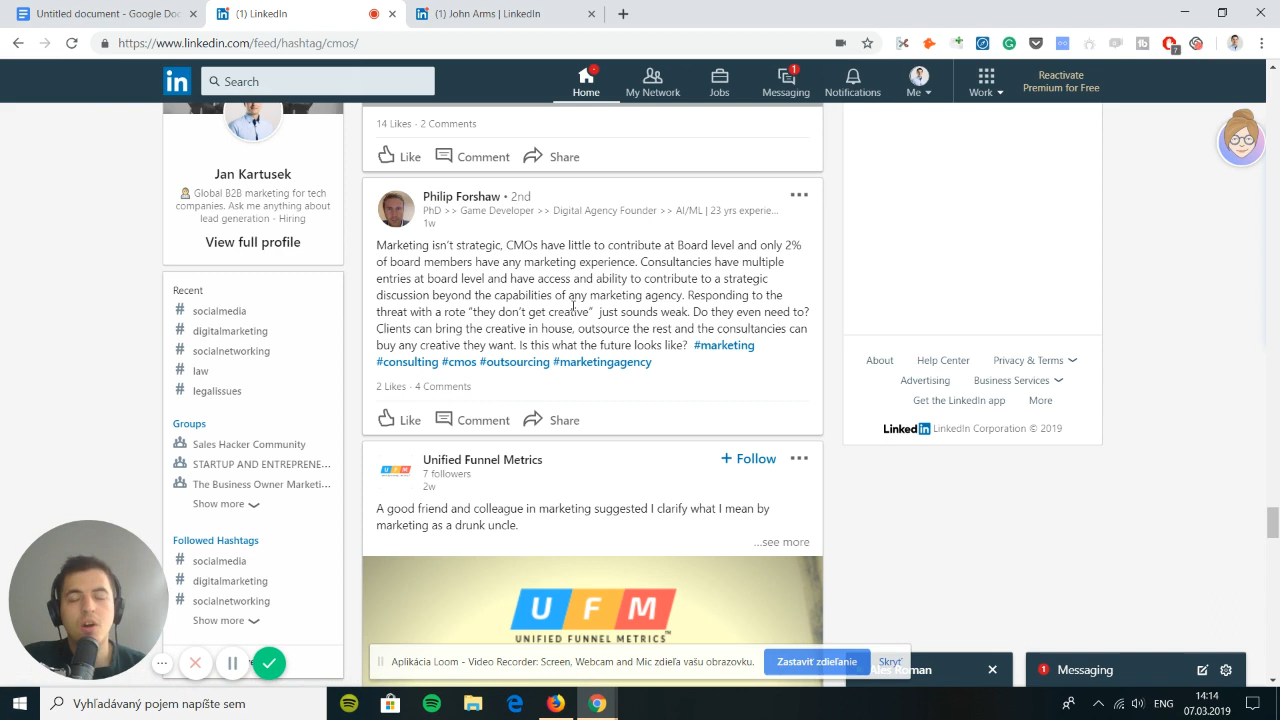 Untitled document - Google Doc
(1) LinkedIn
(1) John Arms | LinkedIn
https://www.linkedin.com/feed/hashtag/cmos/
7
in
Search
Home
My Network
Jobs
1
Messaging
Notifications
Me
Work
Reactivate
Premium for Free
Jan Kartusek
Global B2B marketing for tech
companies. Ask me anything about
lead generation - Hiring
View full profile
Recent
# socialmedia
# digitalmarketing
# socialnetworking
# law
# legalissues
Groups
Sales Hacker Community
STARTUP AND ENTREPRENE...
The Business Owner Marketi...
Show more
Followed Hashtags
# socialmedia
# digitalmarketing
# socialnetworking
Show more
14 Likes · 2 Comments
Like Comment Share
Philip Forshaw • 2nd
PhD >> Game Developer >> Digital Agency Founder >> AI/ML | 23 yrs experie...
1w
Marketing isn't strategic, CMOs have little to contribute at Board level and only 2%
of board members have any marketing experience. Consultancies have multiple
entries at board level and have access and ability to contribute to a strategic
discussion beyond the capabilities of any marketing agency. Responding to the
threat with a rote "they don't get creative" just sounds weak. Do they even need to?
Clients can bring the creative in house, outsource the rest and the consultancies can
buy any creative they want. Is this what the future looks like? #marketing
#consulting #cmos #outsourcing #marketingagency
2 Likes · 4 Comments
Like Comment Share
UFM
Unified Funnel Metrics
+ Follow
7 followers
2w
A good friend and colleague in marketing suggested I clarify what I mean by
marketing as a drunk uncle.
...see more
UFM
UNIFIED FUNNEL METRICS™
About Help Center Privacy & Terms
Advertising Business Services
Get the LinkedIn app More
Linked in LinkedIn Corporation © 2019
Aplikácia Loom - Video Recorder: Screen, Webcam and Mic zdieľa vašu obrazovku.
Zastaviť zdieľanie
Skryť
Roman
1 Messaging
Vyhľadávaný pojem napíšte sem
ENG
14:14
07.03.2019